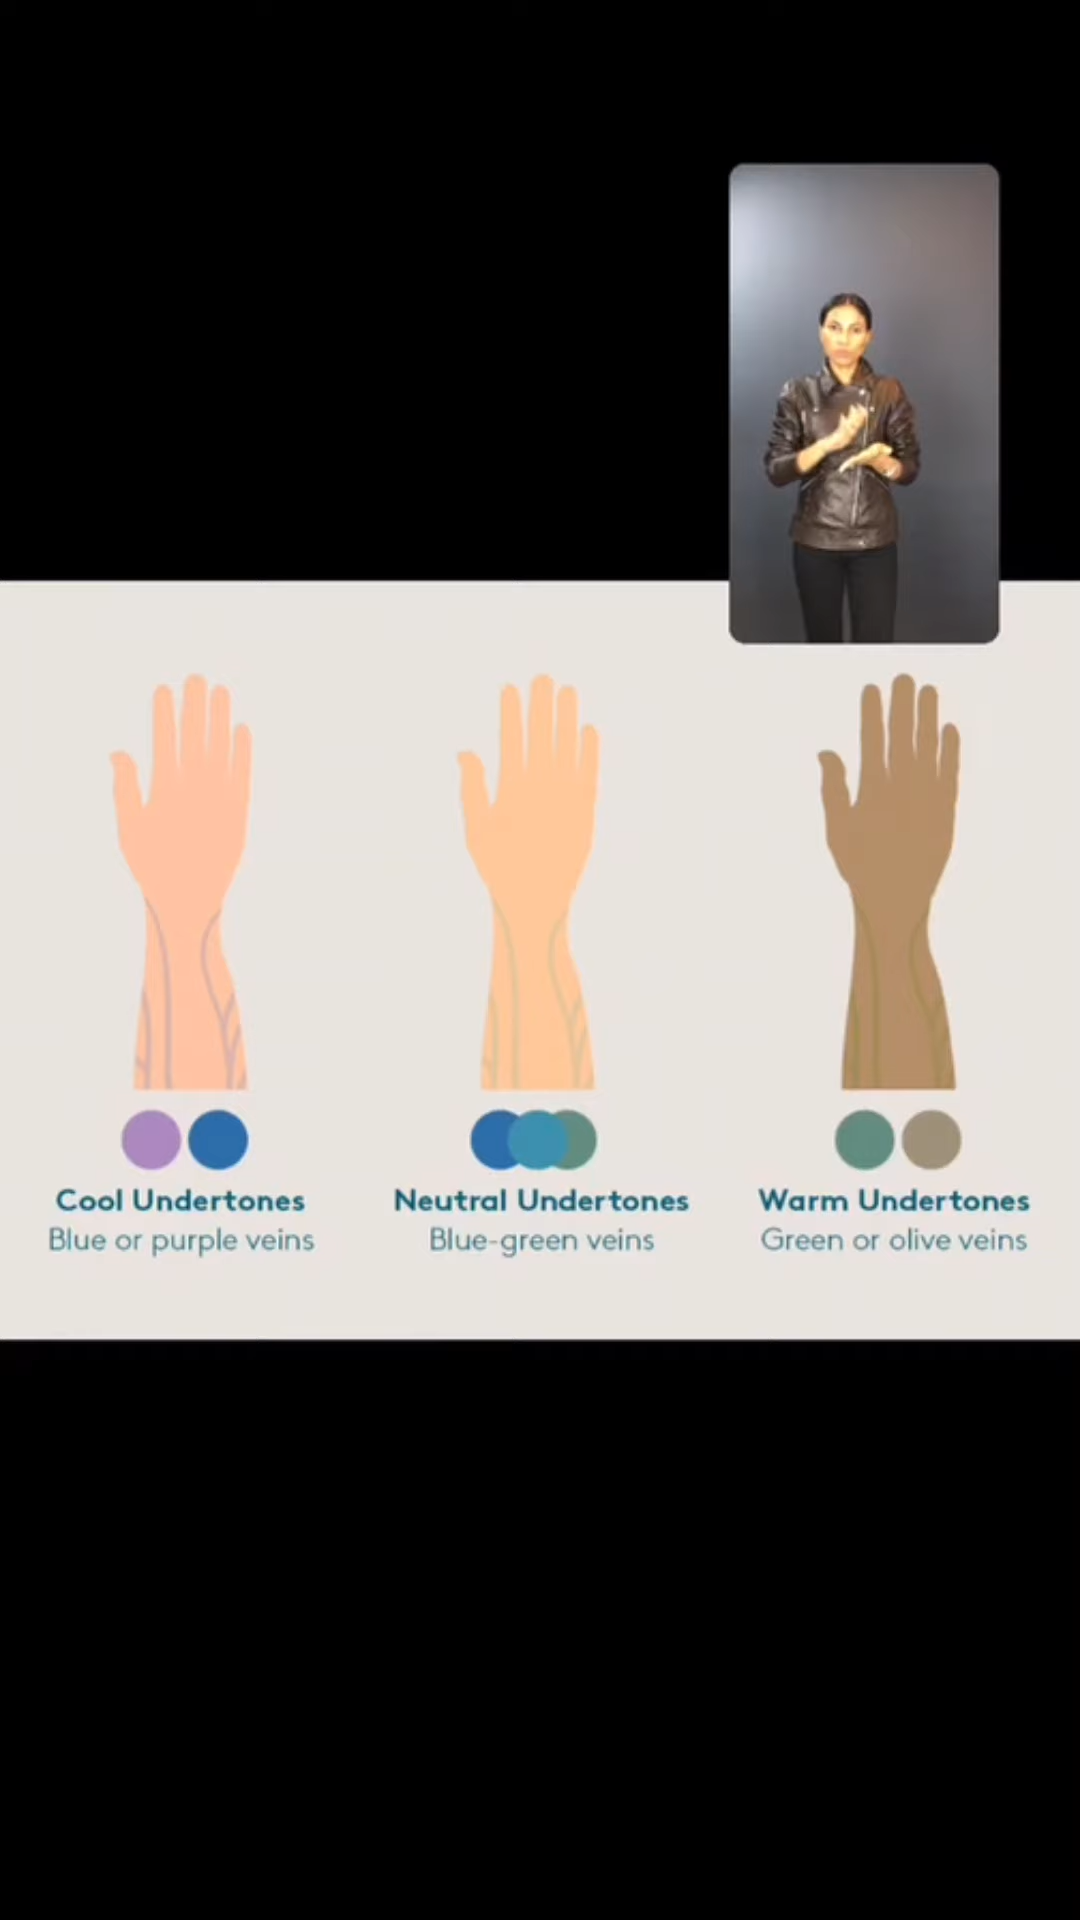 Cool Undertones
Blue or purple veins
Neutral Undertones
Blue-green veins
Warm Undertones
Green or olive veins